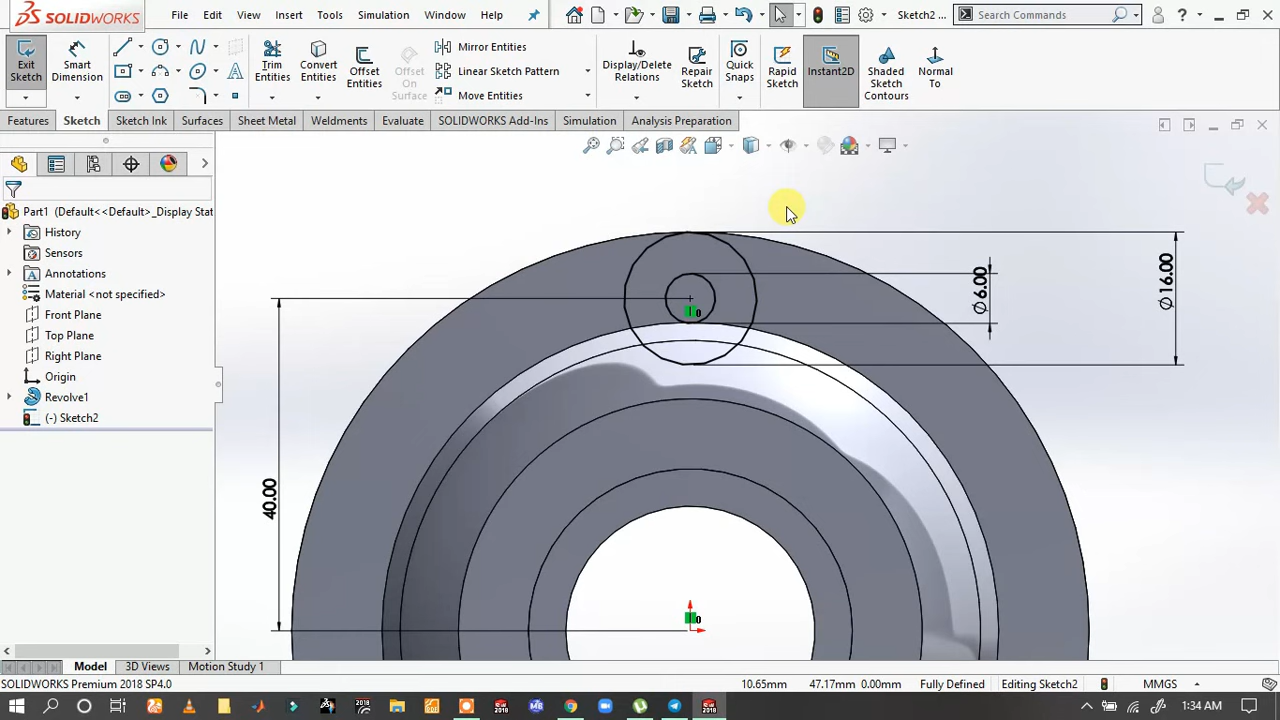 SOLIDWORKS File Edit View Insert Tools Simulation Window Help Sketch2 ... Search Commands ?
Exit Sketch
Smart Dimension
Trim Entities
Convert Entities
Offset Entities
Offset On Surface
Mirror Entities
Linear Sketch Pattern
Move Entities
Display/Delete Relations
Repair Sketch
Quick Snaps
Rapid Sketch
Instant2D
Shaded Sketch Contours
Normal To
Features Sketch Sketch Ink Surfaces Sheet Metal Weldments Evaluate SOLIDWORKS Add-Ins Simulation Analysis Preparation
Part1 (Default<<Default>_Display Stat
History
Sensors
Annotations
Material <not specified>
Front Plane
Top Plane
Right Plane
Origin
Revolve1
(-) Sketch2
⌀6.00
⌀16.00
0
40.00
0
Model 3D Views Motion Study 1
SOLIDWORKS Premium 2018 SP4.0 10.65mm 47.17mm 0.00mm Fully Defined Editing Sketch2 MMGS
1:34 AM